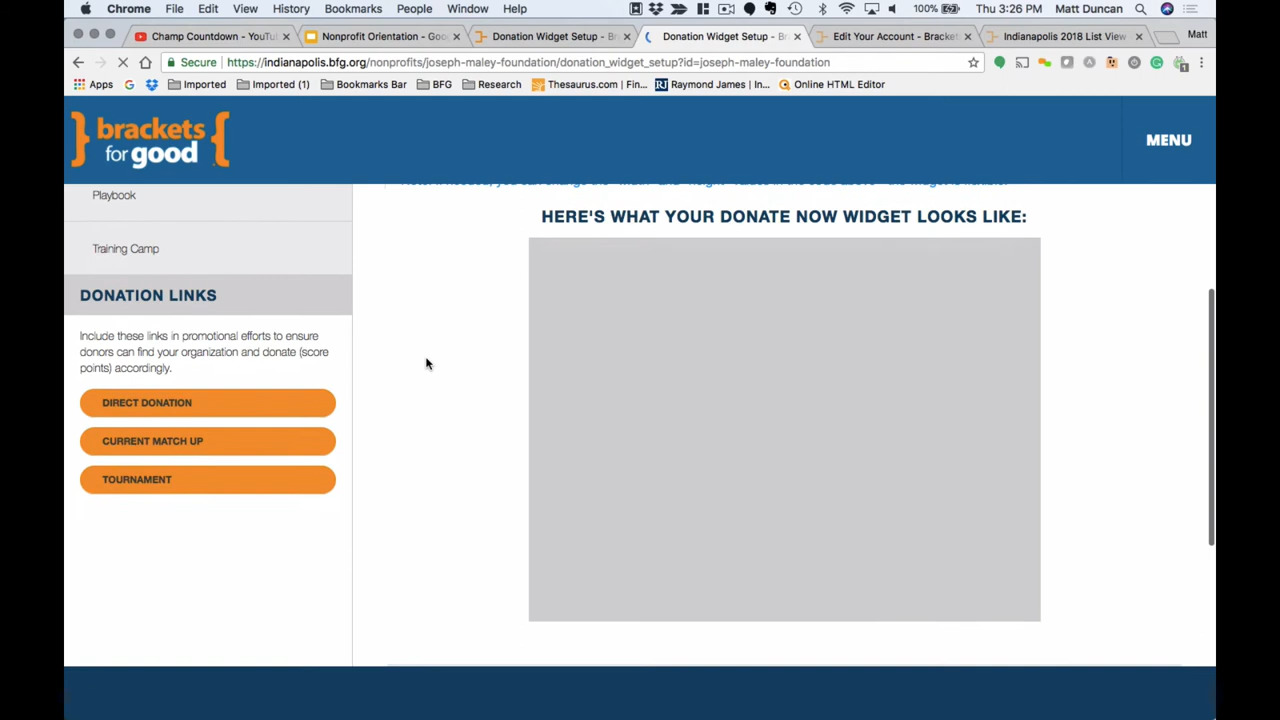 Chrome File Edit View History Bookmarks People Window Help 100% Thu 3:26 PM Matt Duncan
Champ Countdown - YouTu Nonprofit Orientation - Goo Donation Widget Setup - Br Donation Widget Setup - Br Edit Your Account - Bracket Indianapolis 2018 List View Matt
Secure https://indianapolis.bfg.org/nonprofits/joseph-maley-foundation/donation_widget_setup?id=joseph-maley-foundation
Apps Imported Imported (1) Bookmarks Bar BFG Research Thesaurus.com | Fin... RJ Raymond James | In... Online HTML Editor
brackets
for good
MENU
Playbook
Training Camp
DONATION LINKS
Include these links in promotional efforts to ensure
donors can find your organization and donate (score
points) accordingly.
DIRECT DONATION
CURRENT MATCH UP
TOURNAMENT
HERE'S WHAT YOUR DONATE NOW WIDGET LOOKS LIKE: